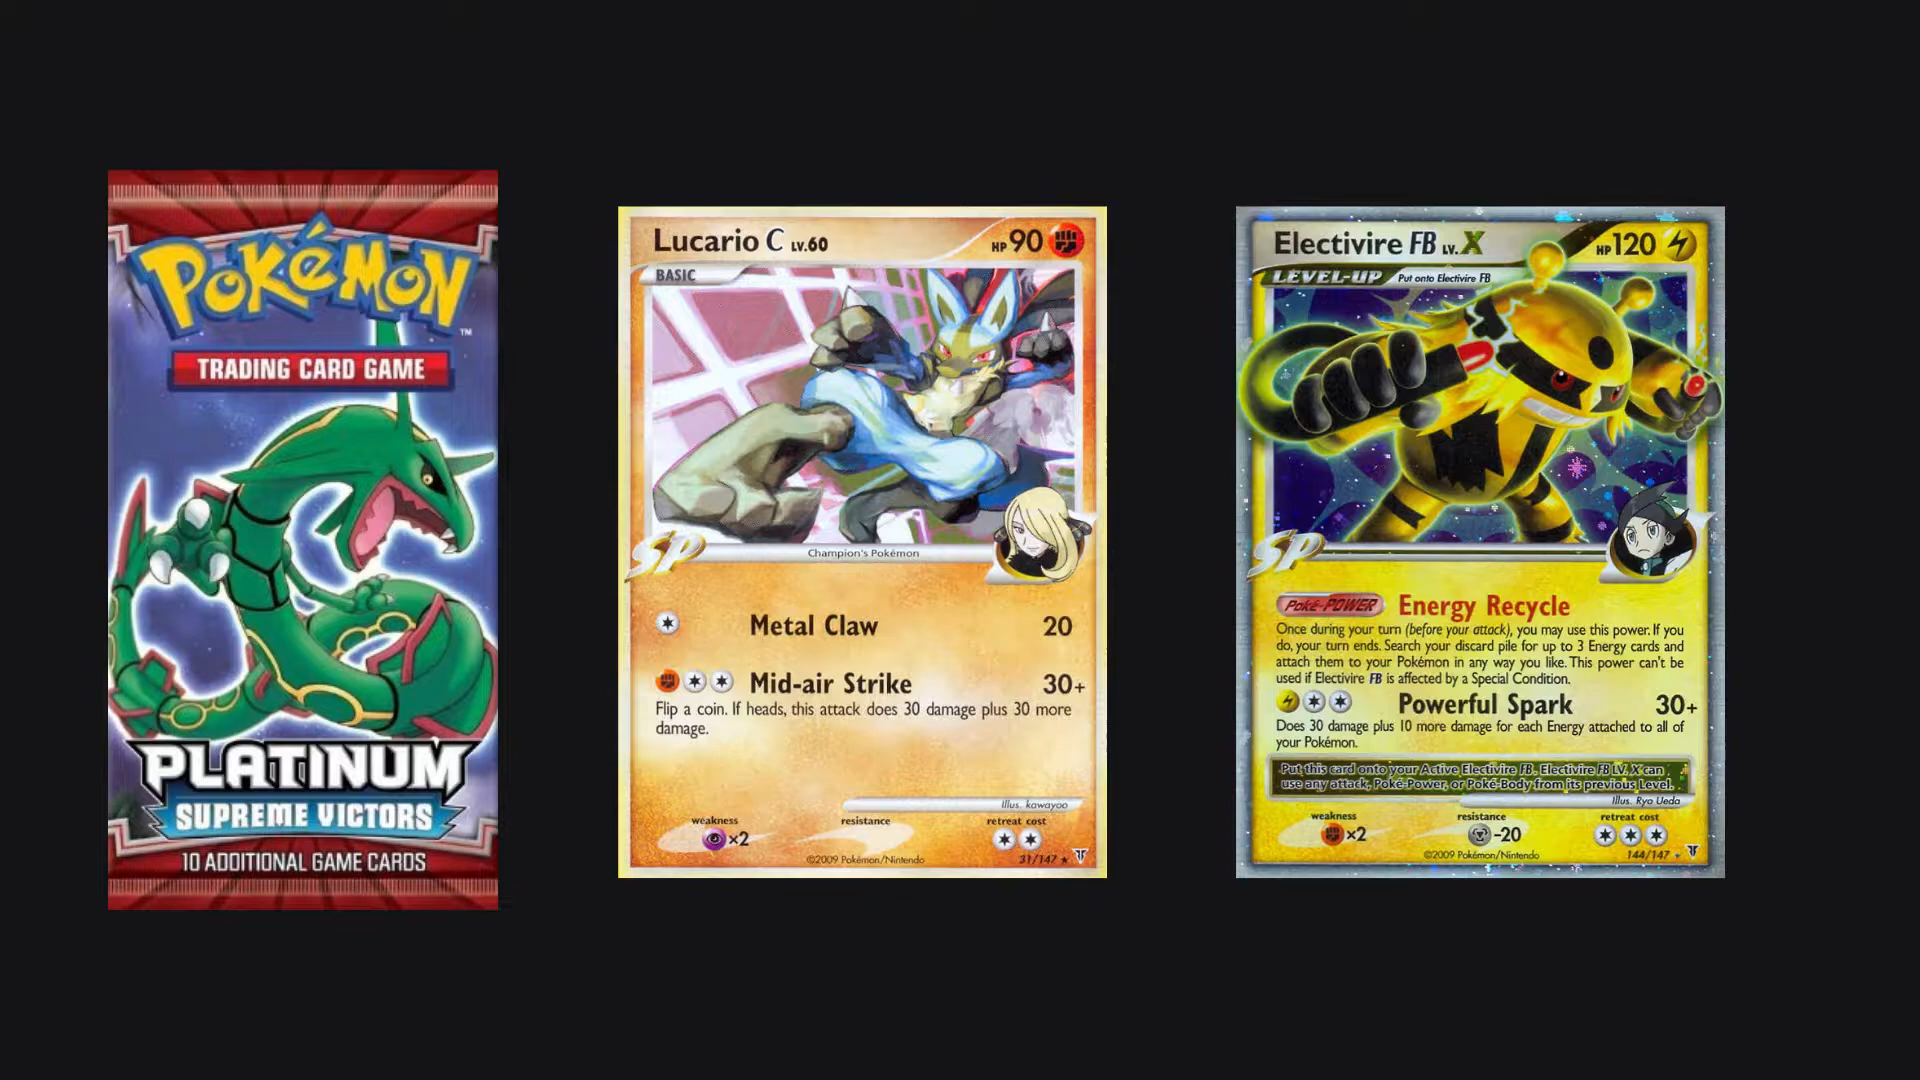 POKéMON
TM
TRADING CARD GAME
PLATINUM
SUPREME VICTORS
10 ADDITIONAL GAME CARDS
Lucario C LV.60
HP 90
BASIC
SP
Champion's Pokémon
Metal Claw 20
Mid-air Strike 30+
Flip a coin. If heads, this attack does 30 damage plus 30 more
damage.
Illus. kawayoo
weakness resistance retreat cost
×2
©2009 Pokémon/Nintendo 31/147 ★
Electivire FB LV.X
HP 120
LEVEL-UP Put onto Electivire FB
SP
Poké-POWER Energy Recycle
Once during your turn (before your attack), you may use this power. If you
do, your turn ends. Search your discard pile for up to 3 Energy cards and
attach them to your Pokémon in any way you like. This power can't be
used if Electivire FB is affected by a Special Condition.
Powerful Spark 30+
Does 30 damage plus 10 more damage for each Energy attached to all of
your Pokémon.
Put this card onto your Active Electivire FB. Electivire FB LV. X can
use any attack, Poké-Power, or Poké-Body from its previous Level.
Illus. Ryo Ueda
weakness resistance retreat cost
×2 -20
©2009 Pokémon/Nintendo 144/147 ★